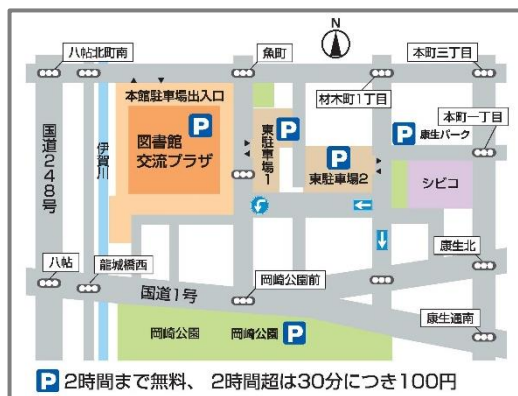 N
八帖北町南
魚町
本町三丁目
本館駐車場出入口
材木町1丁目
本町一丁目
国道248号
伊賀川
図書館
交流プラザ
P
東駐車場1
P
P
東駐車場2
P
康生パーク
シビコ
八帖
龍城橋西
岡崎公園前
康生北
国道1号
康生通南
岡崎公園
岡崎公園
P
P 2時間まで無料、2時間超は30分につき100円